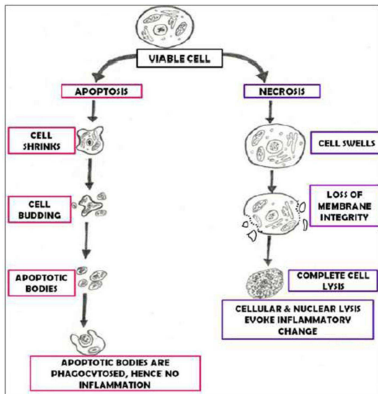 VIABLE CELL
APOPTOSIS
CELL
SHRINKS
CELL
BUDDING
APOPTOTIC
BODIES
APOPTOTIC BODIES ARE
PHAGOCYTOSED, HENCE NO
INFLAMMATION
NECROSIS
CELL SWELLS
LOSS OF
MEMBRANE
INTEGRITY
COMPLETE CELL
LYSIS
CELLULAR & NUCLEAR LYSIS
EVOKE INFLAMMATORY
CHANGE